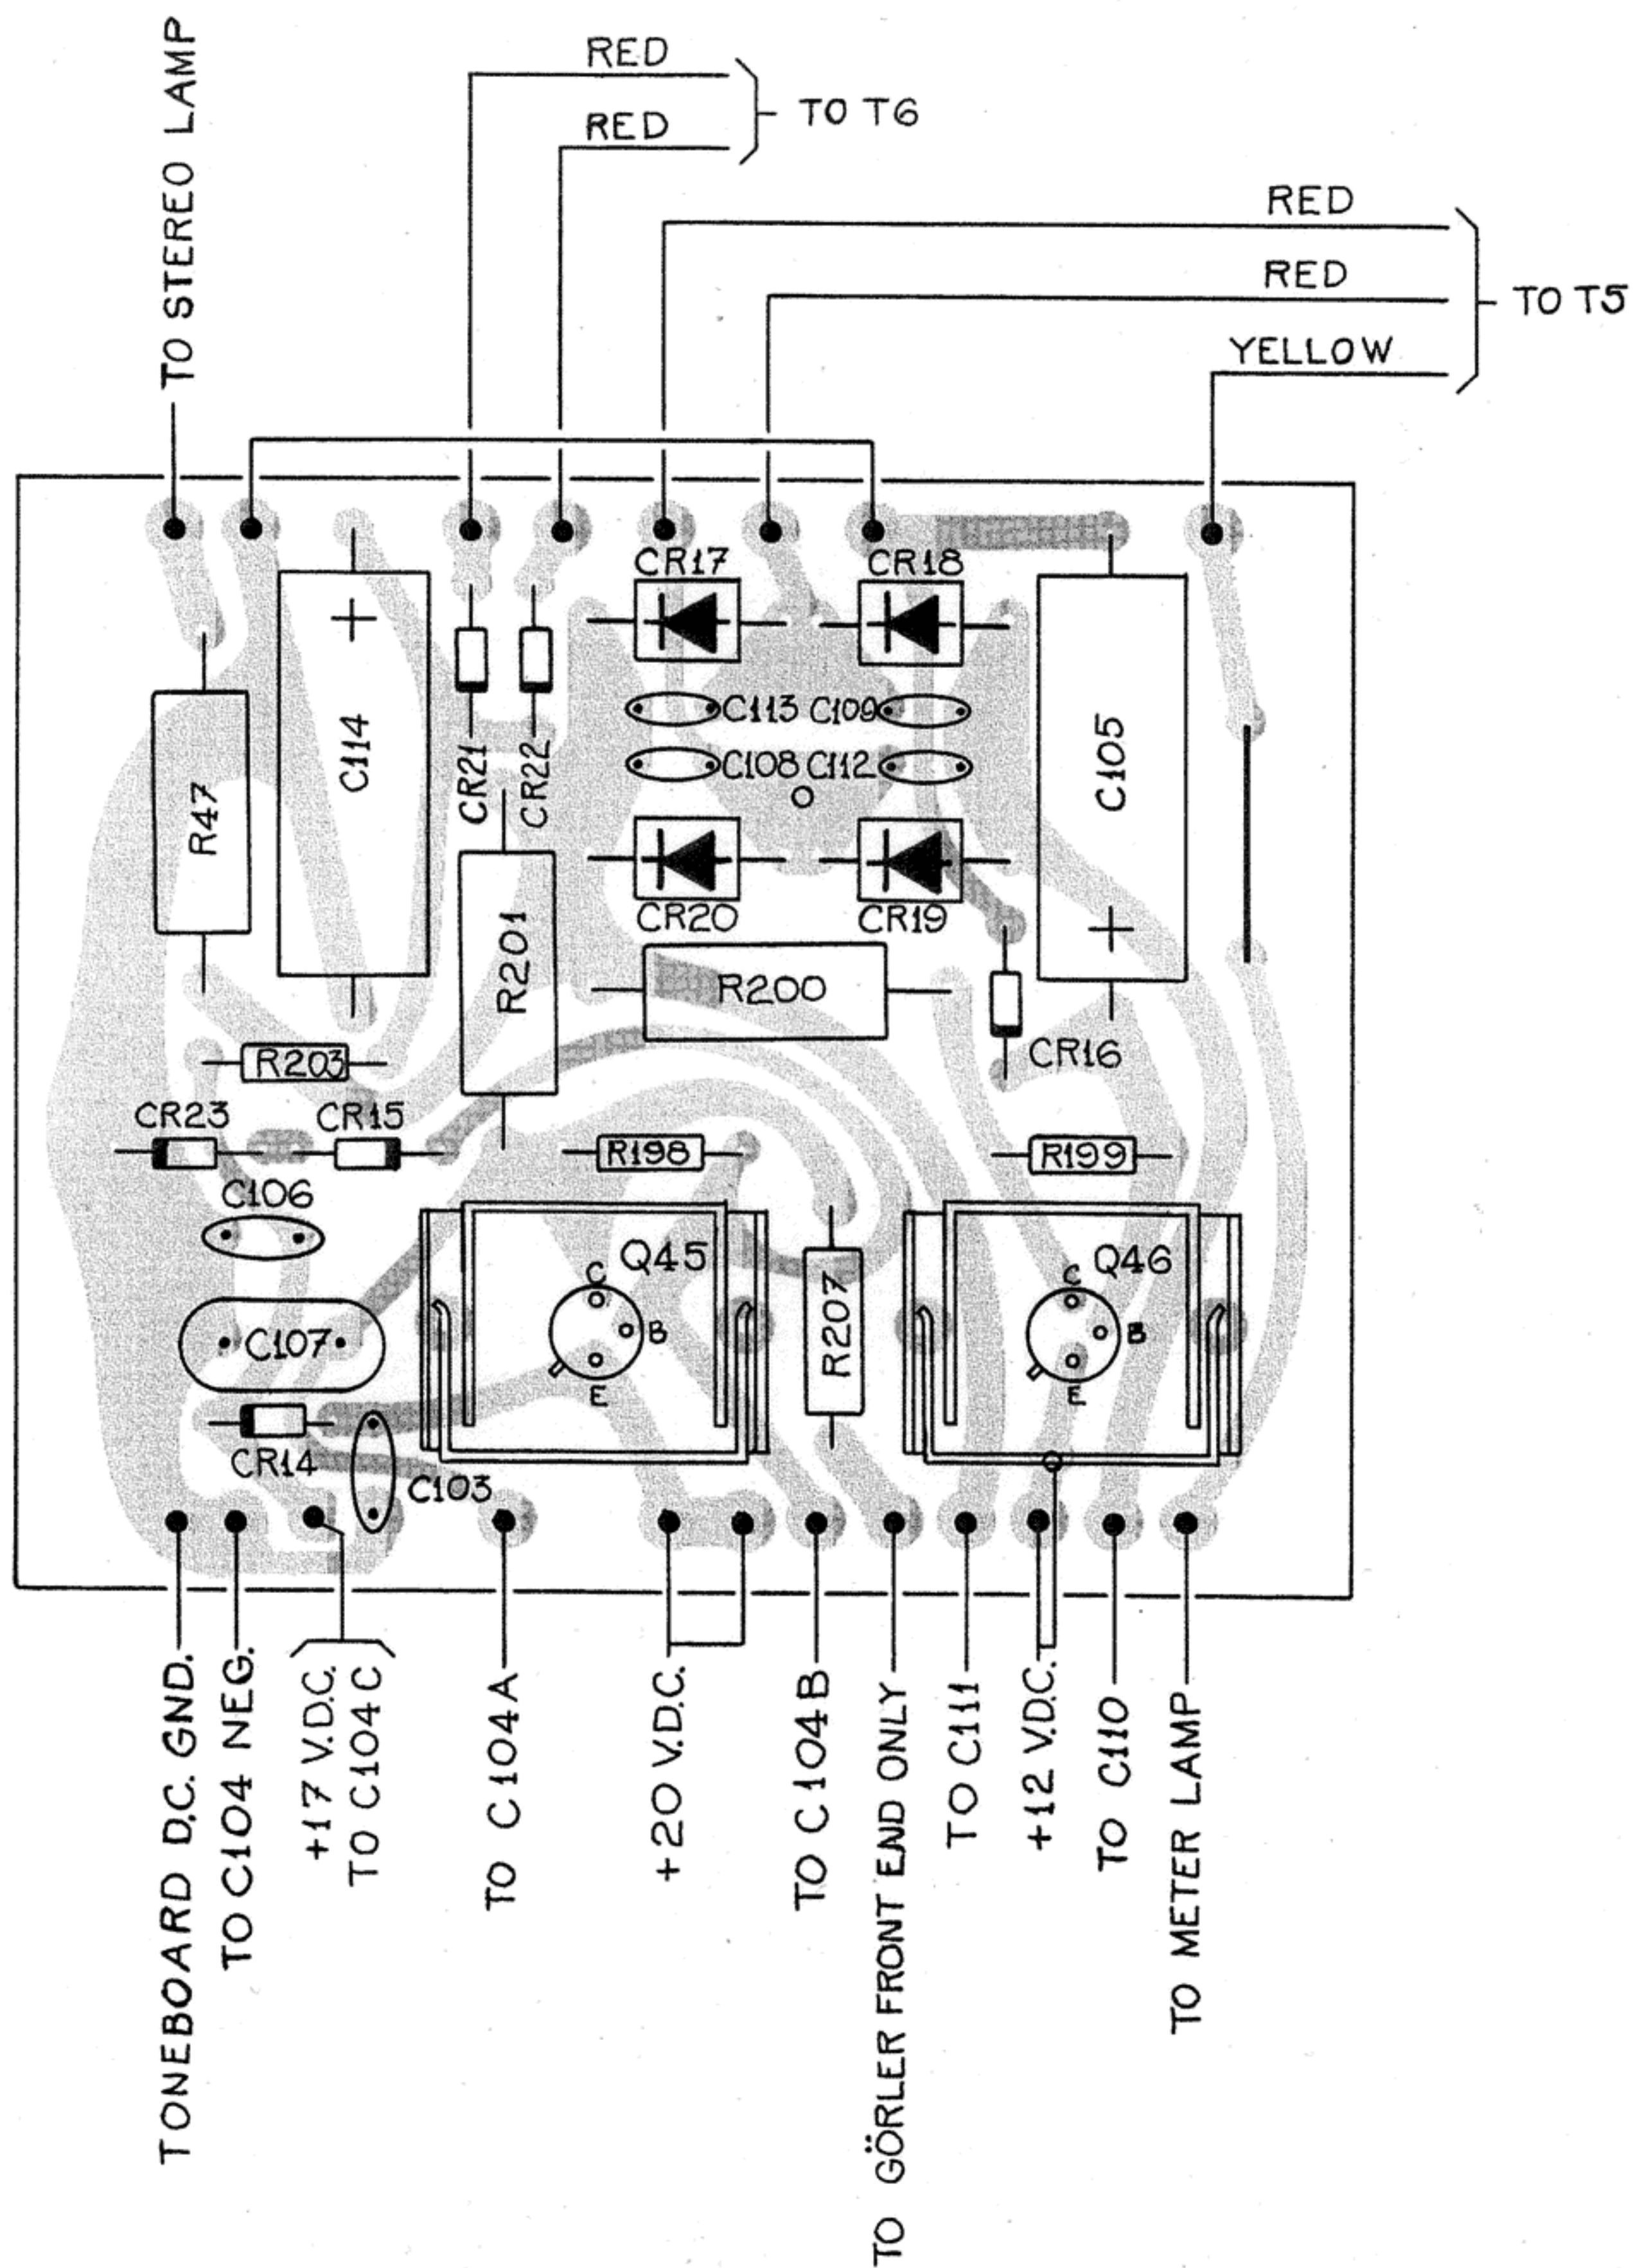 TO STEREO LAMP
RED
RED
TO T6
RED
RED
YELLOW
TO T5
CR17
CR18
C113
C109
C108
C112
CR20
CR19
R47
C114
+
CR21
CR22
R201
R200
C105
+
CR16
R203
CR23
CR15
R198
R199
C106
C107
CR14
C103
Q45
C
B
E
R207
Q46
C
B
E
TONEBOARD D.C. GND.
TO C104 NEG.
+17 V.D.C.
TO C104C
TO C104A
+20 V.D.C.
TO C104B
TO GÖRLER FRONT END ONLY
TO C111
+12 V.D.C.
TO C110
TO METER LAMP